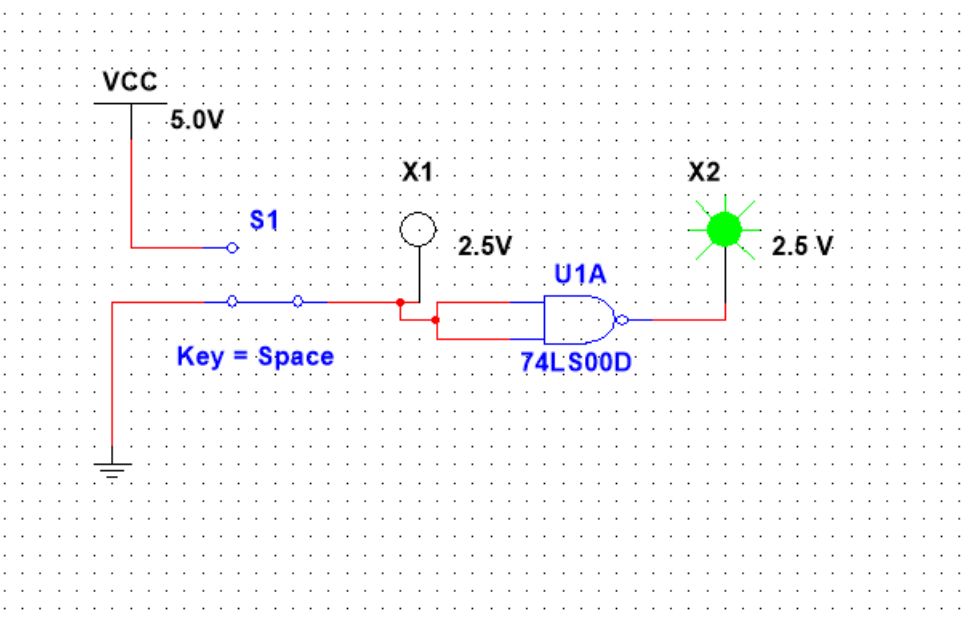 VCC
5.0V
X1
X2
S1
2.5V
2.5 V
U1A
Key = Space
74LS00D